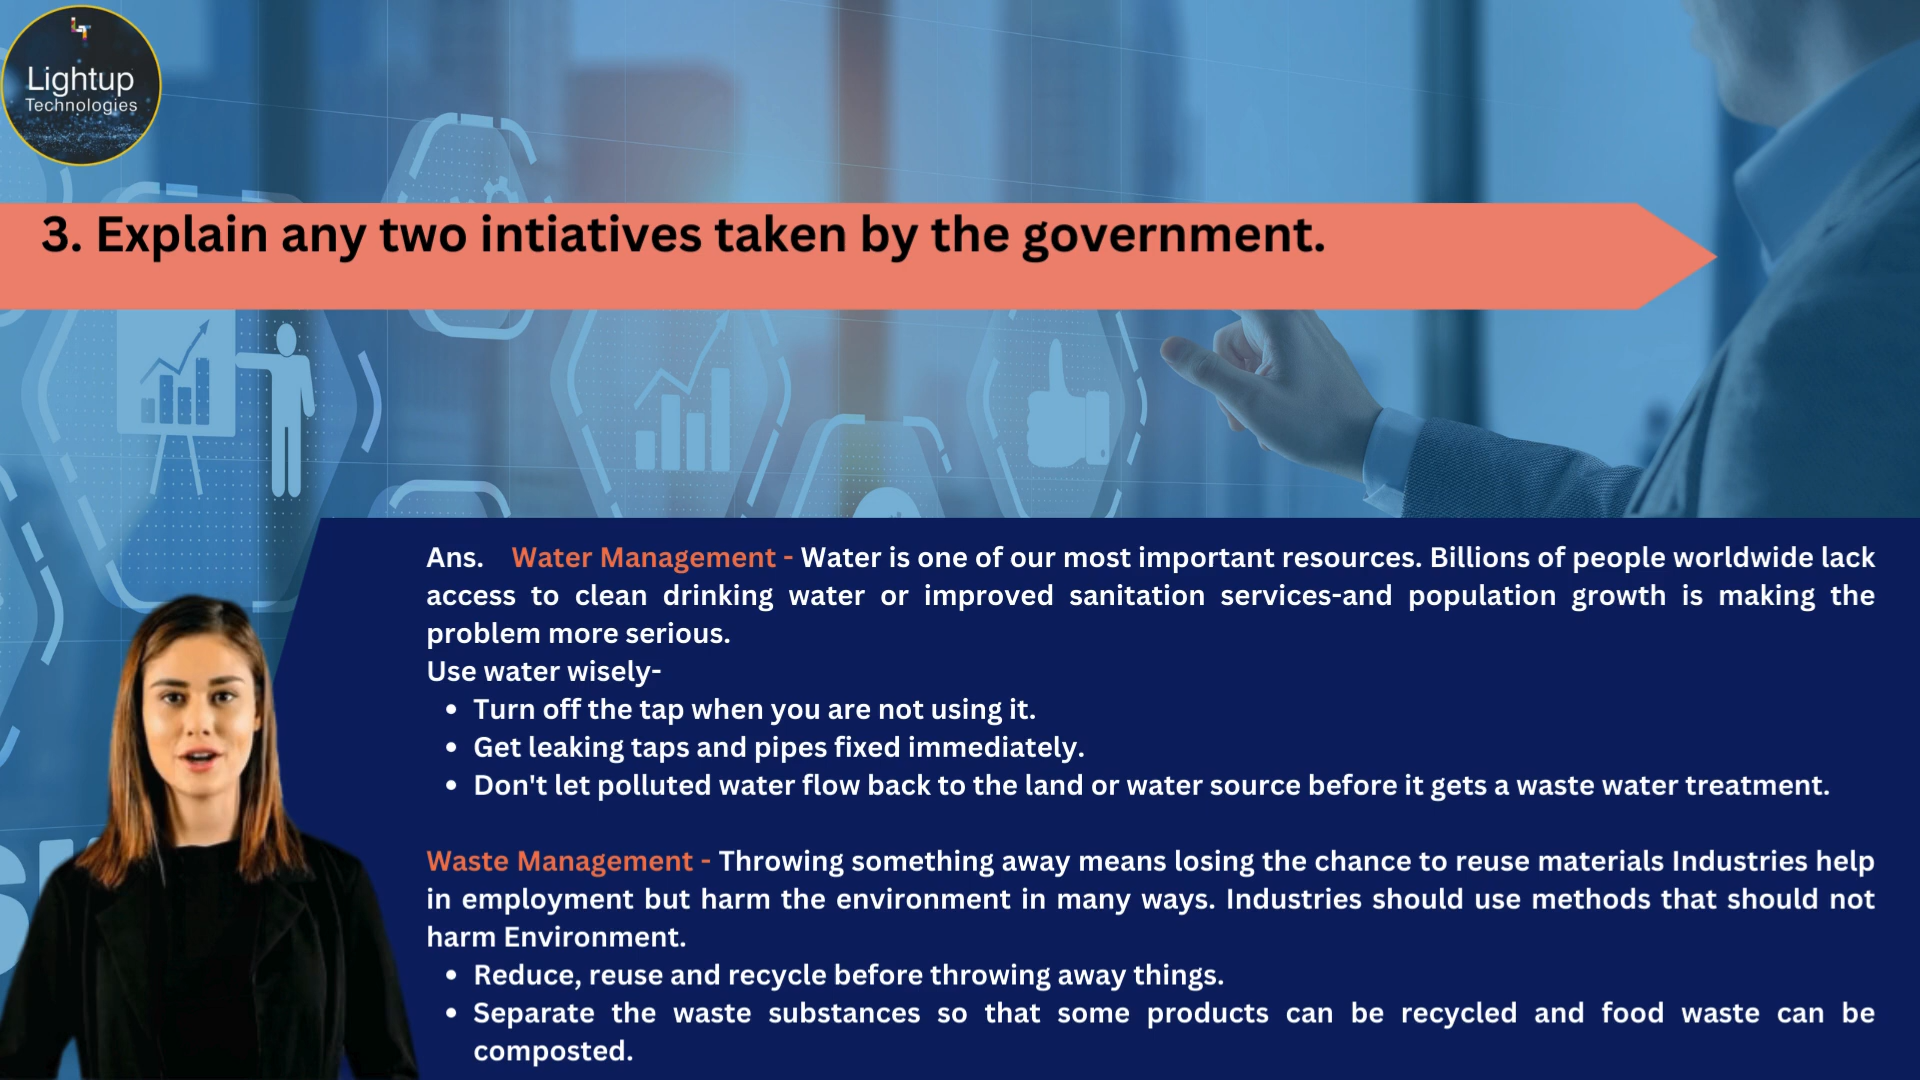 LT
Lightup
Technologies
3. Explain any two intiatives taken by the government.
Ans. Water Management - Water is one of our most important resources. Billions of people worldwide lack
access to clean drinking water or improved sanitation services-and population growth is making the
problem more serious.
Use water wisely-
• Turn off the tap when you are not using it.
• Get leaking taps and pipes fixed immediately.
• Don't let polluted water flow back to the land or water source before it gets a waste water treatment.
Waste Management - Throwing something away means losing the chance to reuse materials Industries help
in employment but harm the environment in many ways. Industries should use methods that should not
harm Environment.
• Reduce, reuse and recycle before throwing away things.
• Separate the waste substances so that some products can be recycled and food waste can be
composted.